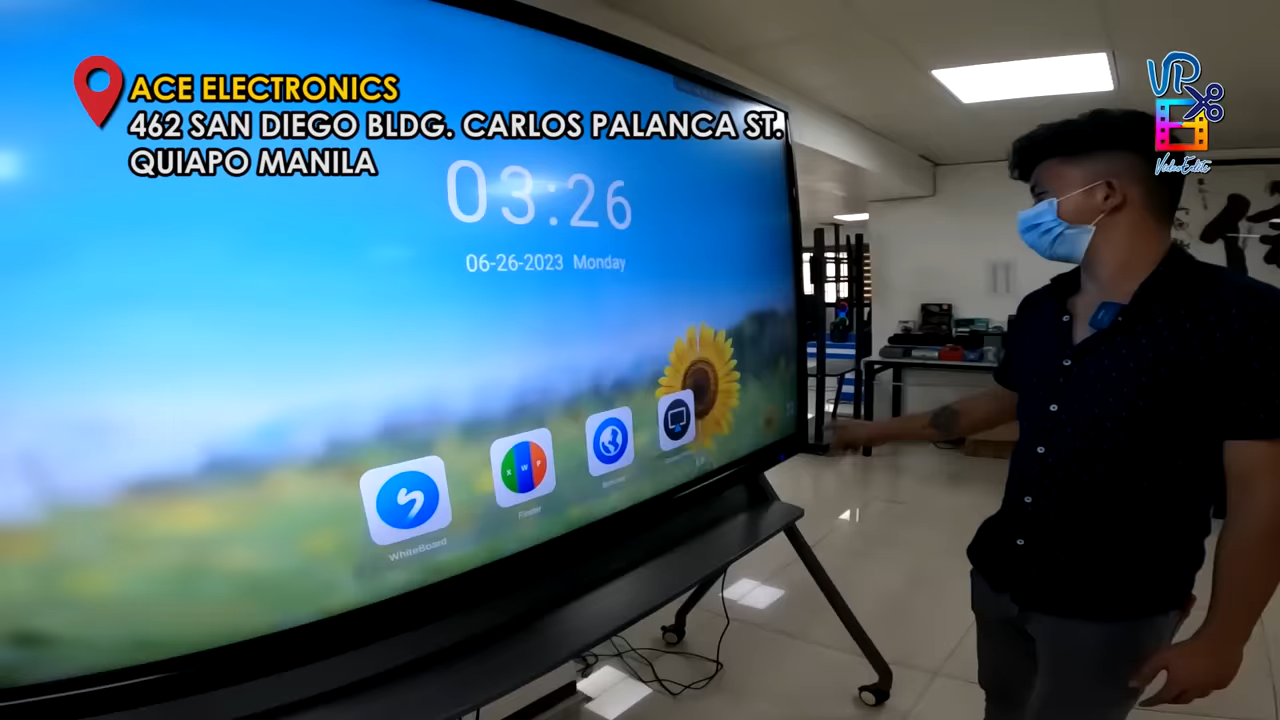 ACE ELECTRONICS
462 SAN DIEGO BLDG. CARLOS PALANCA ST.
QUIAPO MANILA
VP
VideoEdits
03:26
06-26-2023 Monday
X W P
WhiteBoard
Finder